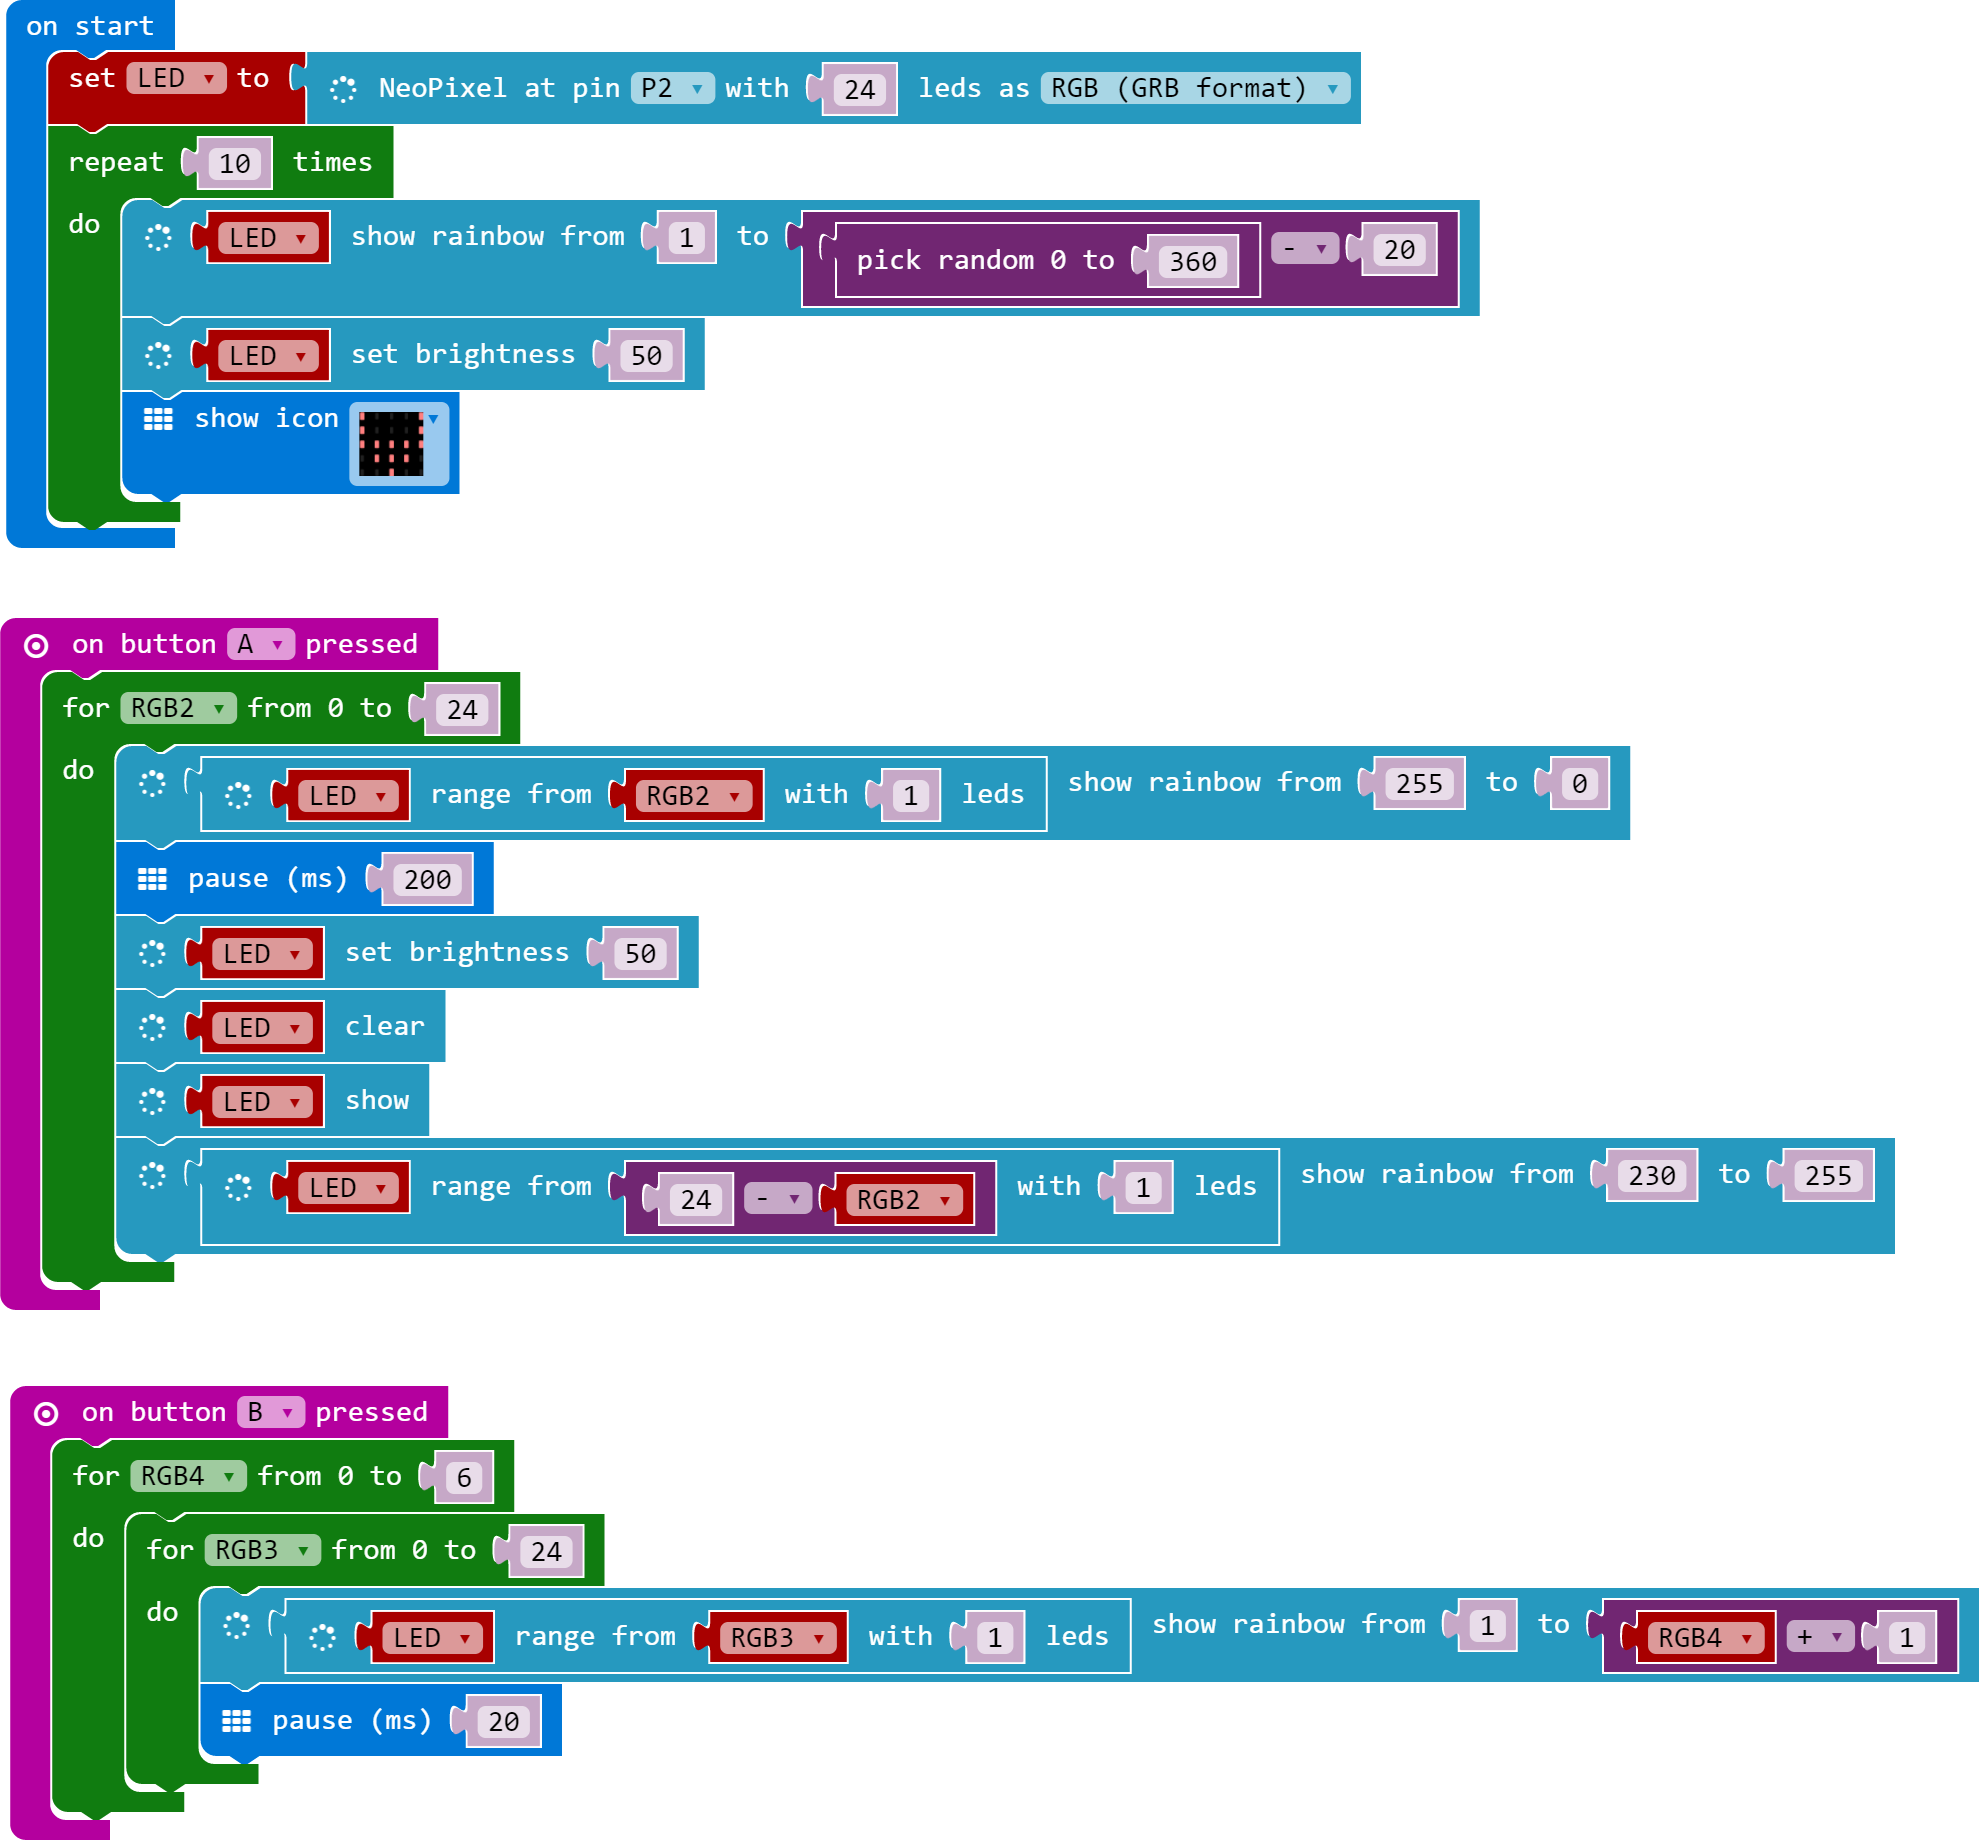 on start
set LED to NeoPixel at pin P2 with 24 leds as RGB (GRB format)
repeat 10 times
do LED show rainbow from 1 to pick random 0 to 360 - 20
LED set brightness 50
show icon
on button A pressed
for RGB2 from 0 to 24
do LED range from RGB2 with 1 leds show rainbow from 255 to 0
pause (ms) 200
LED set brightness 50
LED clear
LED show
LED range from 24 - RGB2 with 1 leds show rainbow from 230 to 255
on button B pressed
for RGB4 from 0 to 6
do for RGB3 from 0 to 24
do LED range from RGB3 with 1 leds show rainbow from 1 to RGB4 + 1
pause (ms) 20